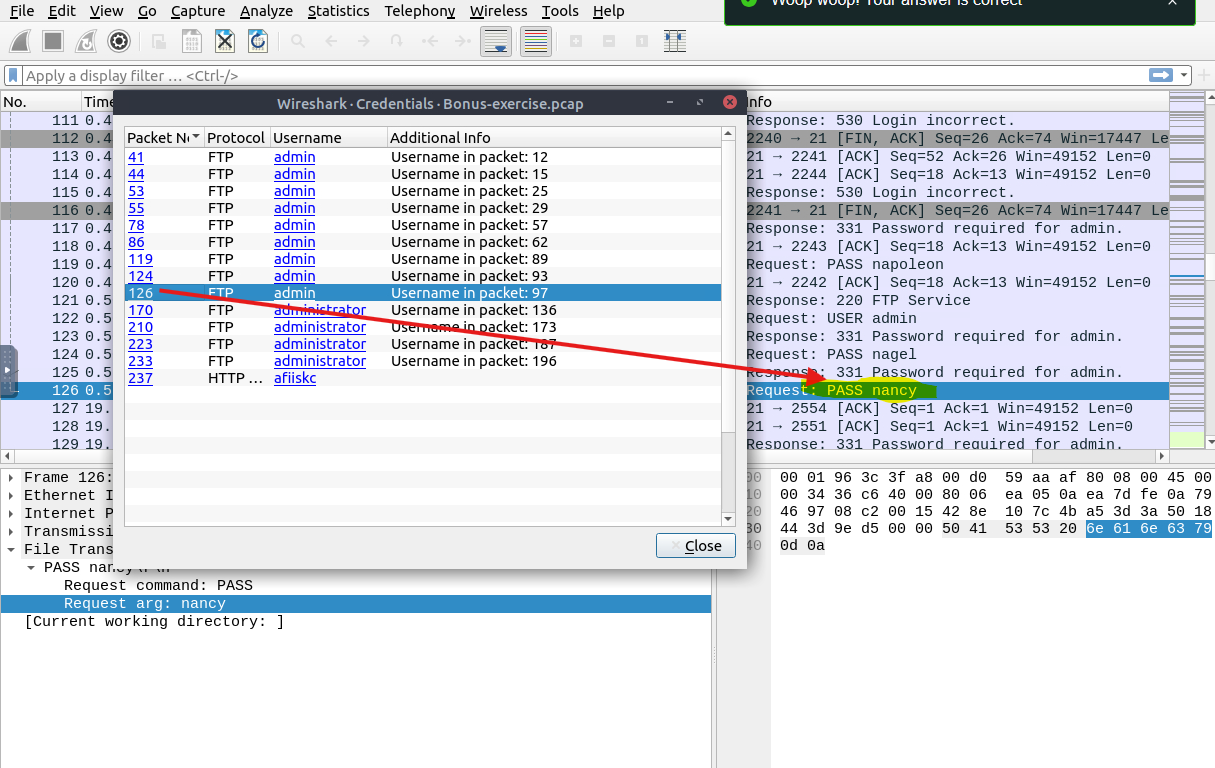 File Edit View Go Capture Analyze Statistics Telephony Wireless Tools Help
Woop woop! Your answer is correct
Apply a display filter … <Ctrl-/>
Wireshark · Credentials · Bonus-exercise.pcap
Packet No Protocol Username Additional Info
41 FTP admin Username in packet: 12
44 FTP admin Username in packet: 15
53 FTP admin Username in packet: 25
55 FTP admin Username in packet: 29
78 FTP admin Username in packet: 57
86 FTP admin Username in packet: 62
119 FTP admin Username in packet: 89
124 FTP admin Username in packet: 93
126 FTP admin Username in packet: 97
170 FTP administrator Username in packet: 136
210 FTP administrator Username in packet: 173
223 FTP administrator Username in packet: 187
233 FTP administrator Username in packet: 196
237 HTTP … afiiskc
Close
No. Time Info
111 0.4 Response: 530 Login incorrect.
112 0.4 2240 → 21 [FIN, ACK] Seq=26 Ack=74 Win=17447 Le
113 0.4 21 → 2241 [ACK] Seq=52 Ack=26 Win=49152 Len=0
114 0.4 21 → 2244 [ACK] Seq=18 Ack=13 Win=49152 Len=0
115 0.4 Response: 530 Login incorrect.
116 0.4 2241 → 21 [FIN, ACK] Seq=26 Ack=74 Win=17447 Le
117 0.4 Response: 331 Password required for admin.
118 0.4 21 → 2243 [ACK] Seq=18 Ack=13 Win=49152 Len=0
119 0.4 Request: PASS napoleon
120 0.4 21 → 2242 [ACK] Seq=18 Ack=13 Win=49152 Len=0
121 0.5 Response: 220 FTP Service
122 0.5 Request: USER admin
123 0.5 Response: 331 Password required for admin.
124 0.5 Request: PASS nagel
125 0.5 Response: 331 Password required for admin.
126 0.5 Request: PASS nancy
127 19. 21 → 2554 [ACK] Seq=1 Ack=1 Win=49152 Len=0
128 19. 21 → 2551 [ACK] Seq=1 Ack=1 Win=49152 Len=0
129 19. Response: 331 Password required for admin.
Frame 126:
Ethernet I
Internet P
Transmissi
File Trans
PASS nancy\r\n
Request command: PASS
Request arg: nancy
[Current working directory: ]
00 00 01 96 3c 3f a8 00 d0 59 aa af 80 08 00 45 00
10 00 34 36 c6 40 00 80 06 ea 05 0a ea 7d fe 0a 79
20 46 97 08 c2 00 15 42 8e 10 7c 4b a5 3d 3a 50 18
30 44 3d 9e d5 00 00 50 41 53 53 20 6e 61 6e 63 79
40 0d 0a